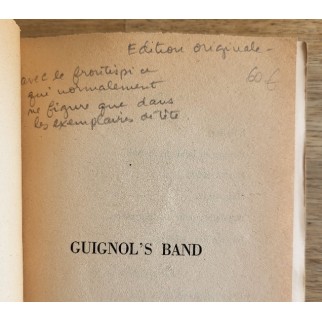 Edition originale -
avec le frontispice
60 €
qui normalement
ne figure que dans
les exemplaires de tête
GUIGNOL'S BAND